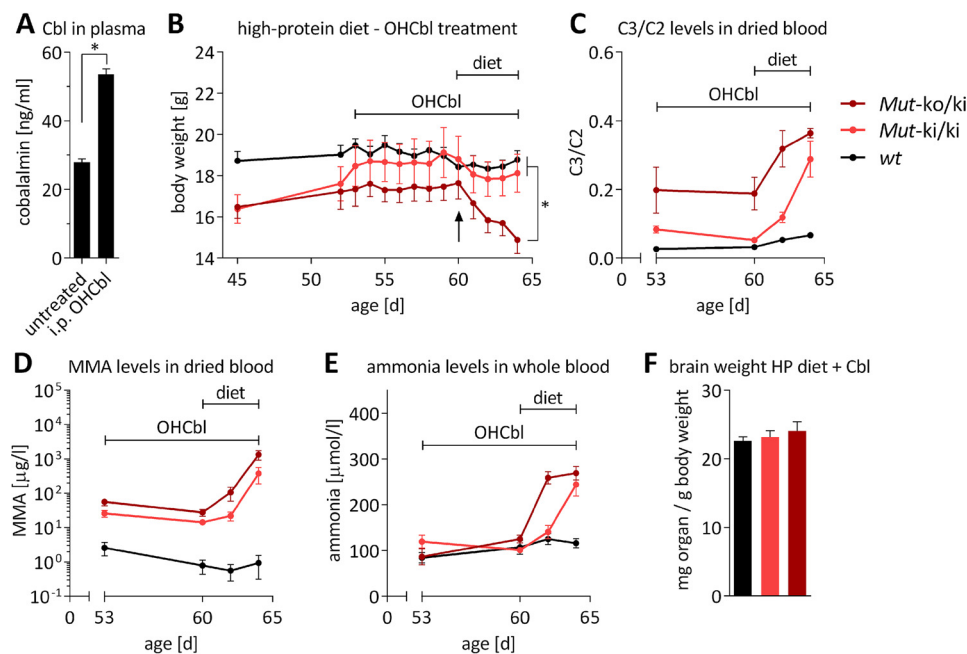 A Cbl in plasma
*
60
40
20
0
cobalamin [ng/ml]
untreated
i.p. OHCbl
B high-protein diet - OHCbl treatment
diet
OHCbl
24
22
20
18
16
14
body weight [g]
*
45 50 55 60 65
age [d]
C C3/C2 levels in dried blood
diet
OHCbl
0.6
0.4
0.2
0.0
C3/C2
0 53 60 65
age [d]
Mut-ko/ki
Mut-ki/ki
wt
D MMA levels in dried blood
diet
OHCbl
10⁵
10⁴
10³
10²
10¹
10⁰
10⁻¹
MMA [µg/l]
0 53 60 65
age [d]
E ammonia levels in whole blood
diet
OHCbl
400
300
200
100
0
ammonia [µmol/l]
0 53 60 65
age [d]
F brain weight HP diet + Cbl
30
20
10
0
mg organ / g body weight